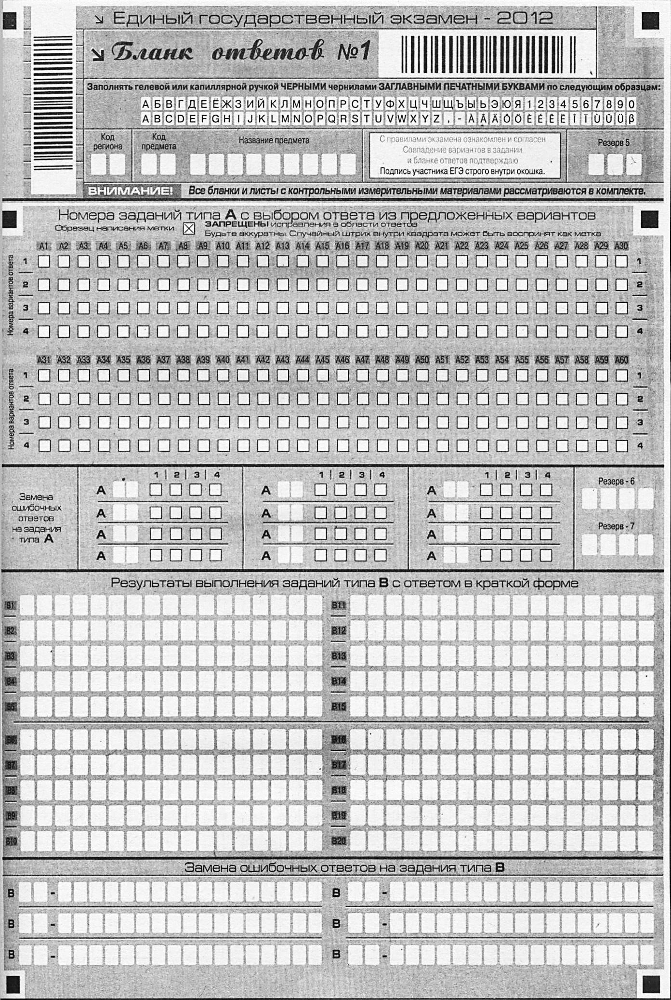 Единый государственный экзамен - 2012
Бланк ответов №1
Заполнять гелевой или капиллярной ручкой ЧЕРНЫМИ чернилами ЗАГЛАВНЫМИ ПЕЧАТНЫМИ БУКВАМИ по следующим образцам:
А Б В Г Д Е Ё Ж З И Й К Л М Н О П Р С Т У Ф Х Ц Ч Ш Щ Ъ Ы Ь Э Ю Я 1 2 3 4 5 6 7 8 9 0
A B C D E F G H I J K L M N O P Q R S T U V W X Y Z , - À Â Ä Ô Ö È É Ê Ë Î Ï Ù Û Ü ß
Код региона
Код предмета
Название предмета
С правилами экзамена ознакомлен и согласен
Совпадение вариантов в задании
и бланке ответов подтверждаю
Подпись участника ЕГЭ строго внутри окошка.
Резерв 5
ВНИМАНИЕ! Все бланки и листы с контрольными измерительными материалами рассматриваются в комплекте.
Номера заданий типа А с выбором ответа из предложенных вариантов
Образец написания метки
ЗАПРЕЩЕНЫ исправления в области ответов
Будьте аккуратны. Случайный штрих внутри квадрата может быть воспринят как метка
Номера вариантов ответа
A1 A2 A3 A4 A5 A6 A7 A8 A9 A10 A11 A12 A13 A14 A15 A16 A17 A18 A19 A20 A21 A22 A23 A24 A25 A26 A27 A28 A29 A30
1 1
2 2
3 3
4 4
Номера вариантов ответа
A31 A32 A33 A34 A35 A36 A37 A38 A39 A40 A41 A42 A43 A44 A45 A46 A47 A48 A49 A50 A51 A52 A53 A54 A55 A56 A57 A58 A59 A60
1 1
2 2
3 3
4 4
Замена
ошибочных
ответов
на задания
типа А
1 | 2 | 3 | 4
А
А
А
А
1 | 2 | 3 | 4
А
А
А
А
1 | 2 | 3 | 4
А
А
А
А
Резерв - 6
Резерв - 7
Результаты выполнения заданий типа В с ответом в краткой форме
B1 B11
B2 B12
B3 B13
B4 B14
B5 B15
B6 B16
B7 B17
B8 B18
B9 B19
B10 B20
Замена ошибочных ответов на задания типа В
В - В -
В - В -
В - В -